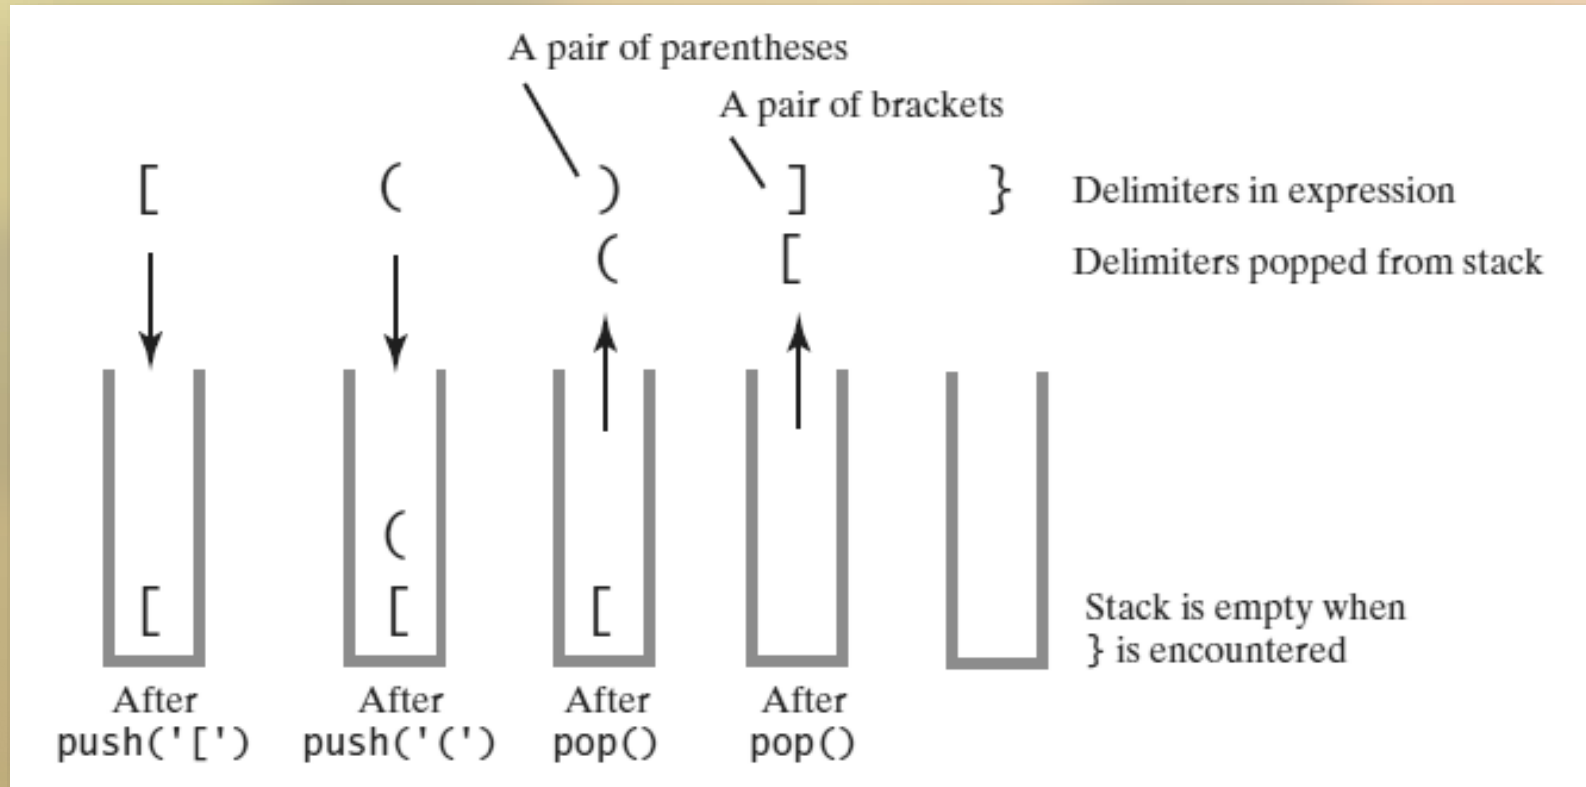 A pair of parentheses
A pair of brackets
[ ( ) ] } Delimiters in expression
( [ Delimiters popped from stack
(
[ [ [
Stack is empty when
} is encountered
After After After After
push('[') push('(') pop() pop()